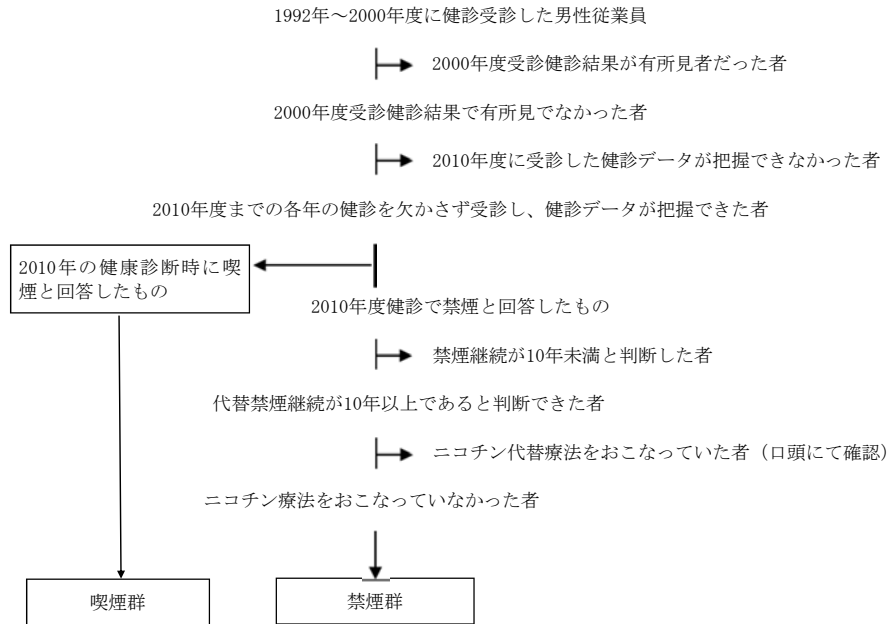 1992年～2000年度に健診受診した男性従業員
2000年度受診健診結果が有所見者だった者
2000年度受診健診結果で有所見でなかった者
2010年度に受診した健診データが把握できなかった者
2010年度までの各年の健診を欠かさず受診し、健診データが把握できた者
2010年の健康診断時に喫
煙と回答したもの
2010年度健診で禁煙と回答したもの
禁煙継続が10年未満と判断した者
代替禁煙継続が10年以上であると判断できた者
ニコチン代替療法をおこなっていた者（口頭にて確認）
ニコチン療法をおこなっていなかった者
喫煙群
禁煙群